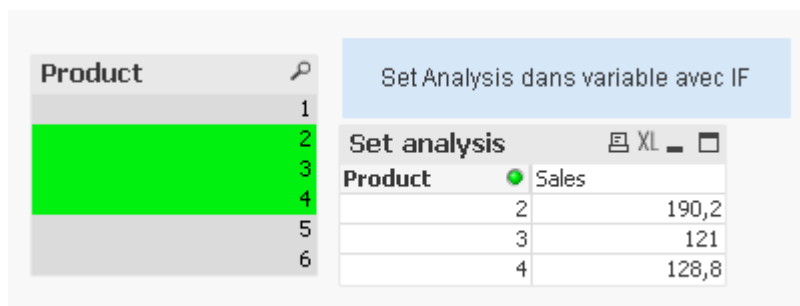 Product
1
2
3
4
5
6
Set Analysis dans variable avec IF
Set analysis XL
Product Sales
2 190,2
3 121
4 128,8